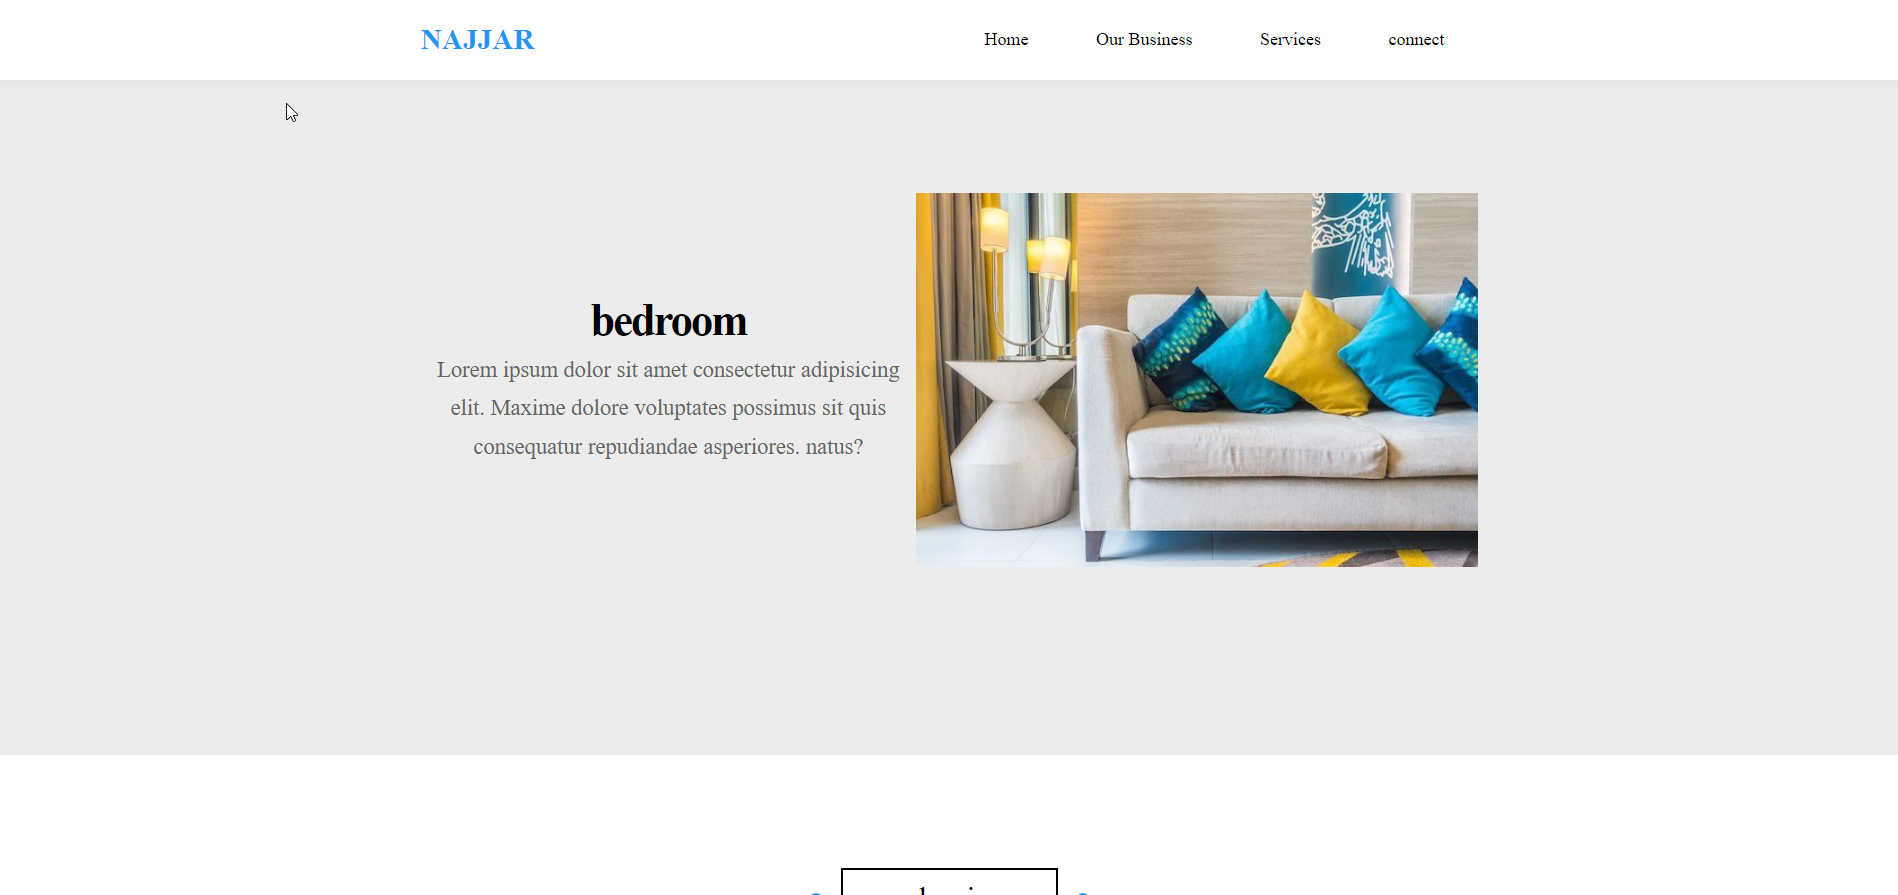 NAJJAR
Home
Our Business
Services
connect
bedroom
Lorem ipsum dolor sit amet consectetur adipisicing
elit. Maxime dolore voluptates possimus sit quis
consequatur repudiandae asperiores. natus?